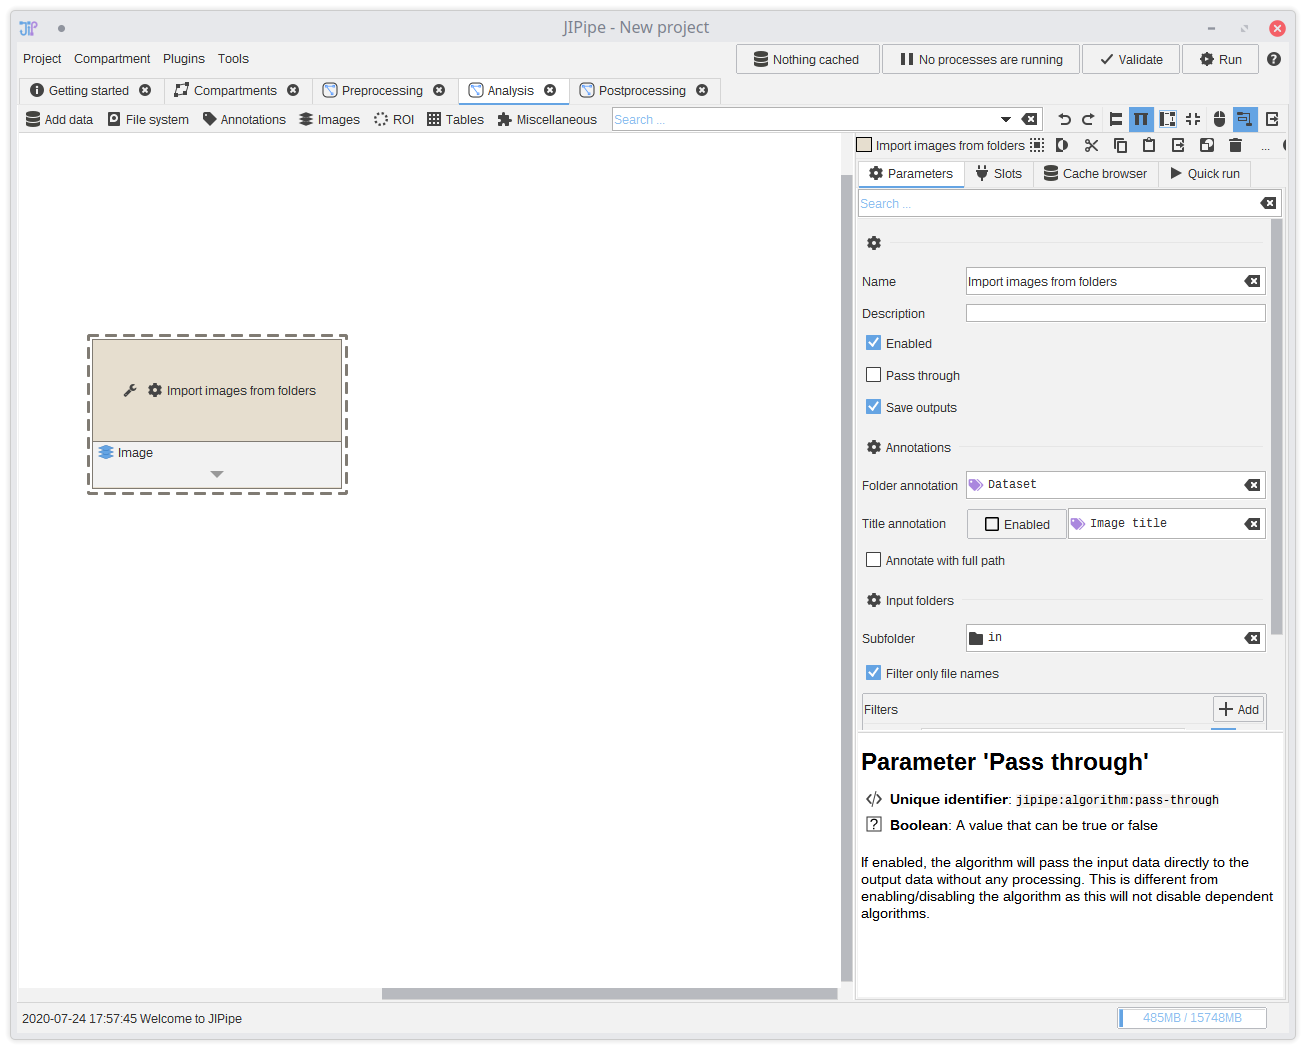 JIPipe - New project
Project Compartment Plugins Tools
Nothing cached No processes are running Validate Run
Getting started Compartments Preprocessing Analysis Postprocessing
Add data File system Annotations Images ROI Tables Miscellaneous Search ...
Import images from folders ...
Parameters Slots Cache browser Quick run
Search ...
Name Import images from folders
Description
Enabled
Pass through
Save outputs
Annotations
Folder annotation Dataset
Title annotation Enabled Image title
Annotate with full path
Input folders
Subfolder in
Filter only file names
Filters Add
Import images from folders
Image
Parameter 'Pass through'
Unique identifier: jipipe:algorithm:pass-through
Boolean: A value that can be true or false
If enabled, the algorithm will pass the input data directly to the
output data without any processing. This is different from
enabling/disabling the algorithm as this will not disable dependent
algorithms.
2020-07-24 17:57:45 Welcome to JIPipe
485MB / 15748MB